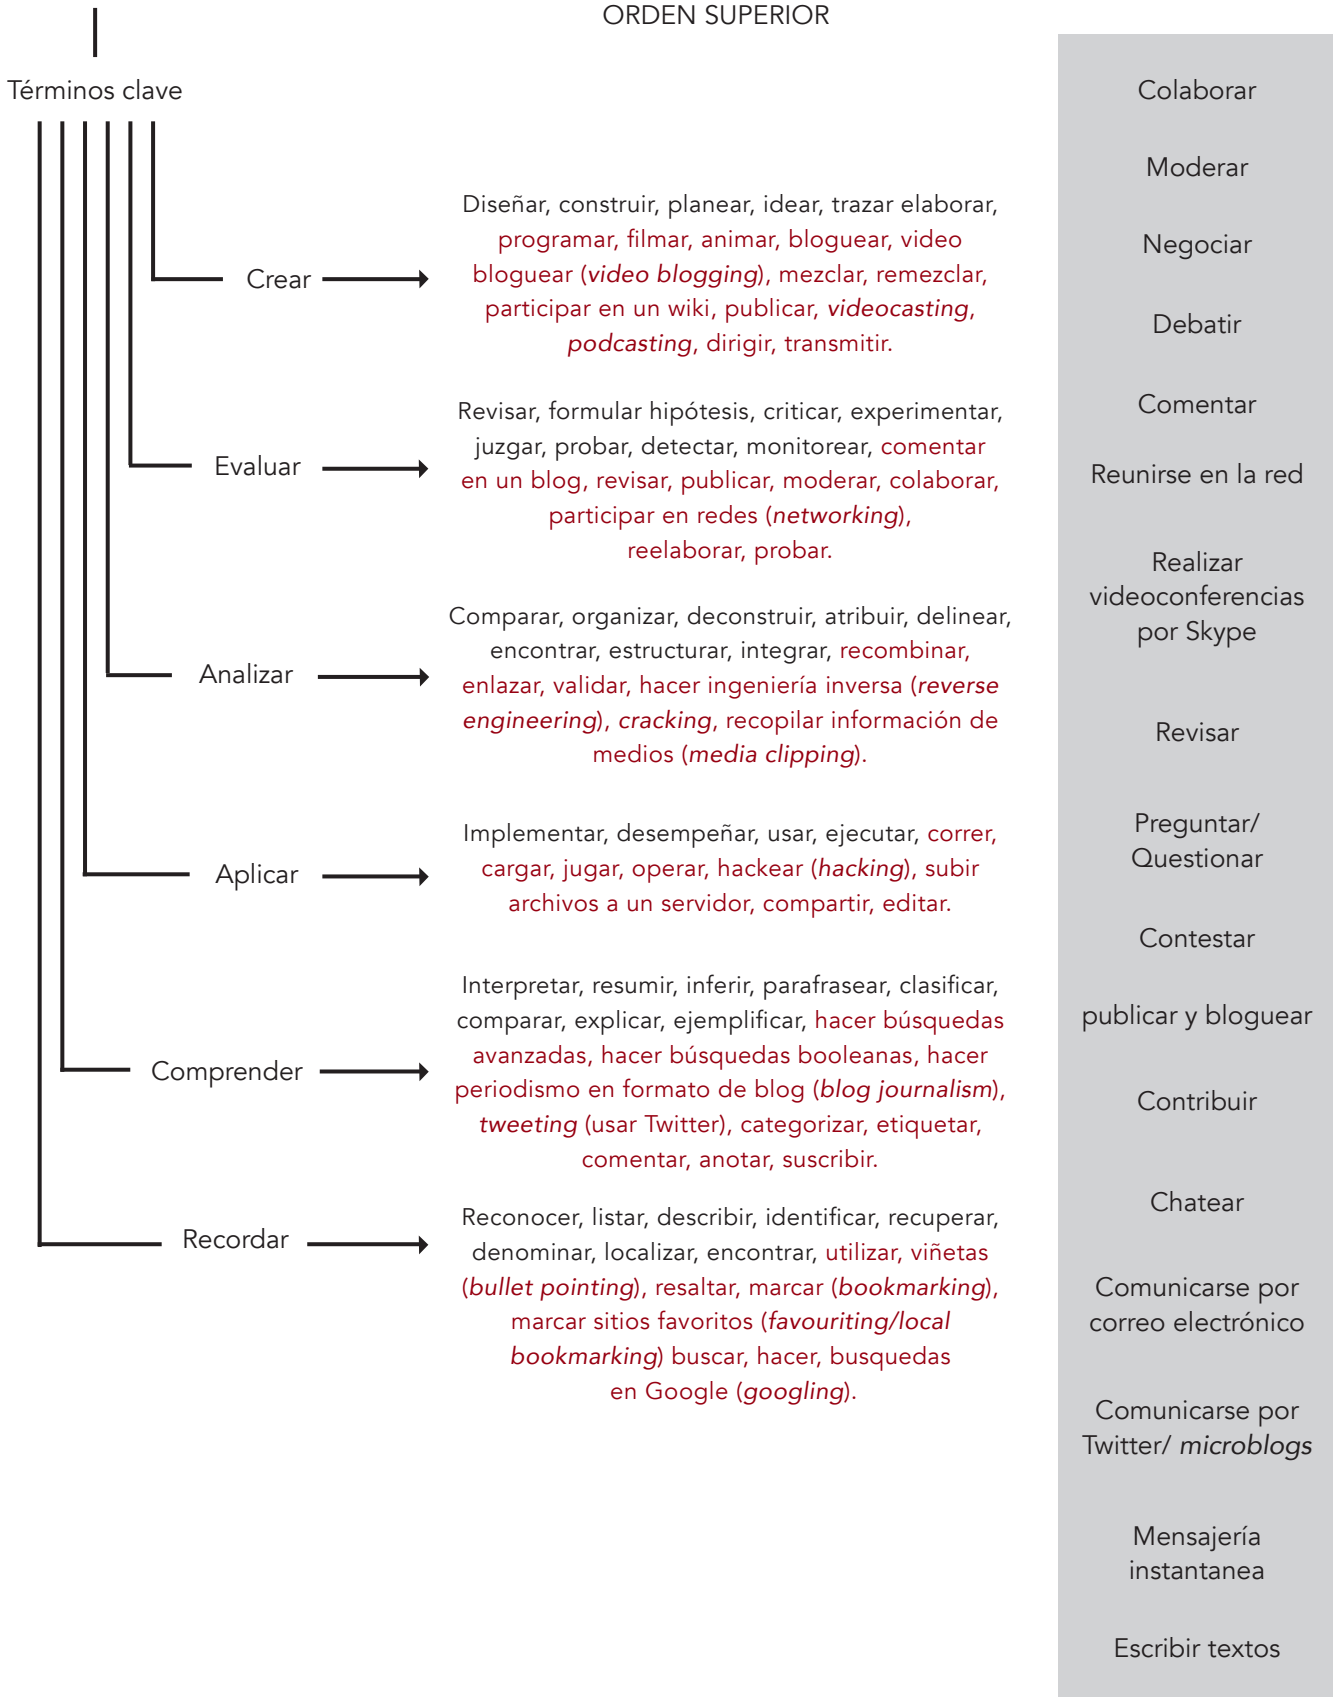 ORDEN SUPERIOR
Términos clave
Crear
Diseñar, construir, planear, idear, trazar elaborar,
programar, filmar, animar, bloguear, video
bloguear (video blogging), mezclar, remezclar,
participar en un wiki, publicar, videocasting,
podcasting, dirigir, transmitir.
Evaluar
Revisar, formular hipótesis, criticar, experimentar,
juzgar, probar, detectar, monitorear, comentar
en un blog, revisar, publicar, moderar, colaborar,
participar en redes (networking),
reelaborar, probar.
Analizar
Comparar, organizar, deconstruir, atribuir, delinear,
encontrar, estructurar, integrar, recombinar,
enlazar, validar, hacer ingeniería inversa (reverse
engineering), cracking, recopilar información de
medios (media clipping).
Aplicar
Implementar, desempeñar, usar, ejecutar, correr,
cargar, jugar, operar, hackear (hacking), subir
archivos a un servidor, compartir, editar.
Comprender
Interpretar, resumir, inferir, parafrasear, clasificar,
comparar, explicar, ejemplificar, hacer búsquedas
avanzadas, hacer búsquedas booleanas, hacer
periodismo en formato de blog (blog journalism),
tweeting (usar Twitter), categorizar, etiquetar,
comentar, anotar, suscribir.
Recordar
Reconocer, listar, describir, identificar, recuperar,
denominar, localizar, encontrar, utilizar, viñetas
(bullet pointing), resaltar, marcar (bookmarking),
marcar sitios favoritos (favouriting/local
bookmarking) buscar, hacer, busquedas
en Google (googling).
Colaborar
Moderar
Negociar
Debatir
Comentar
Reunirse en la red
Realizar
videoconferencias
por Skype
Revisar
Preguntar/
Questionar
Contestar
publicar y bloguear
Contribuir
Chatear
Comunicarse por
correo electrónico
Comunicarse por
Twitter/ microblogs
Mensajería
instantanea
Escribir textos